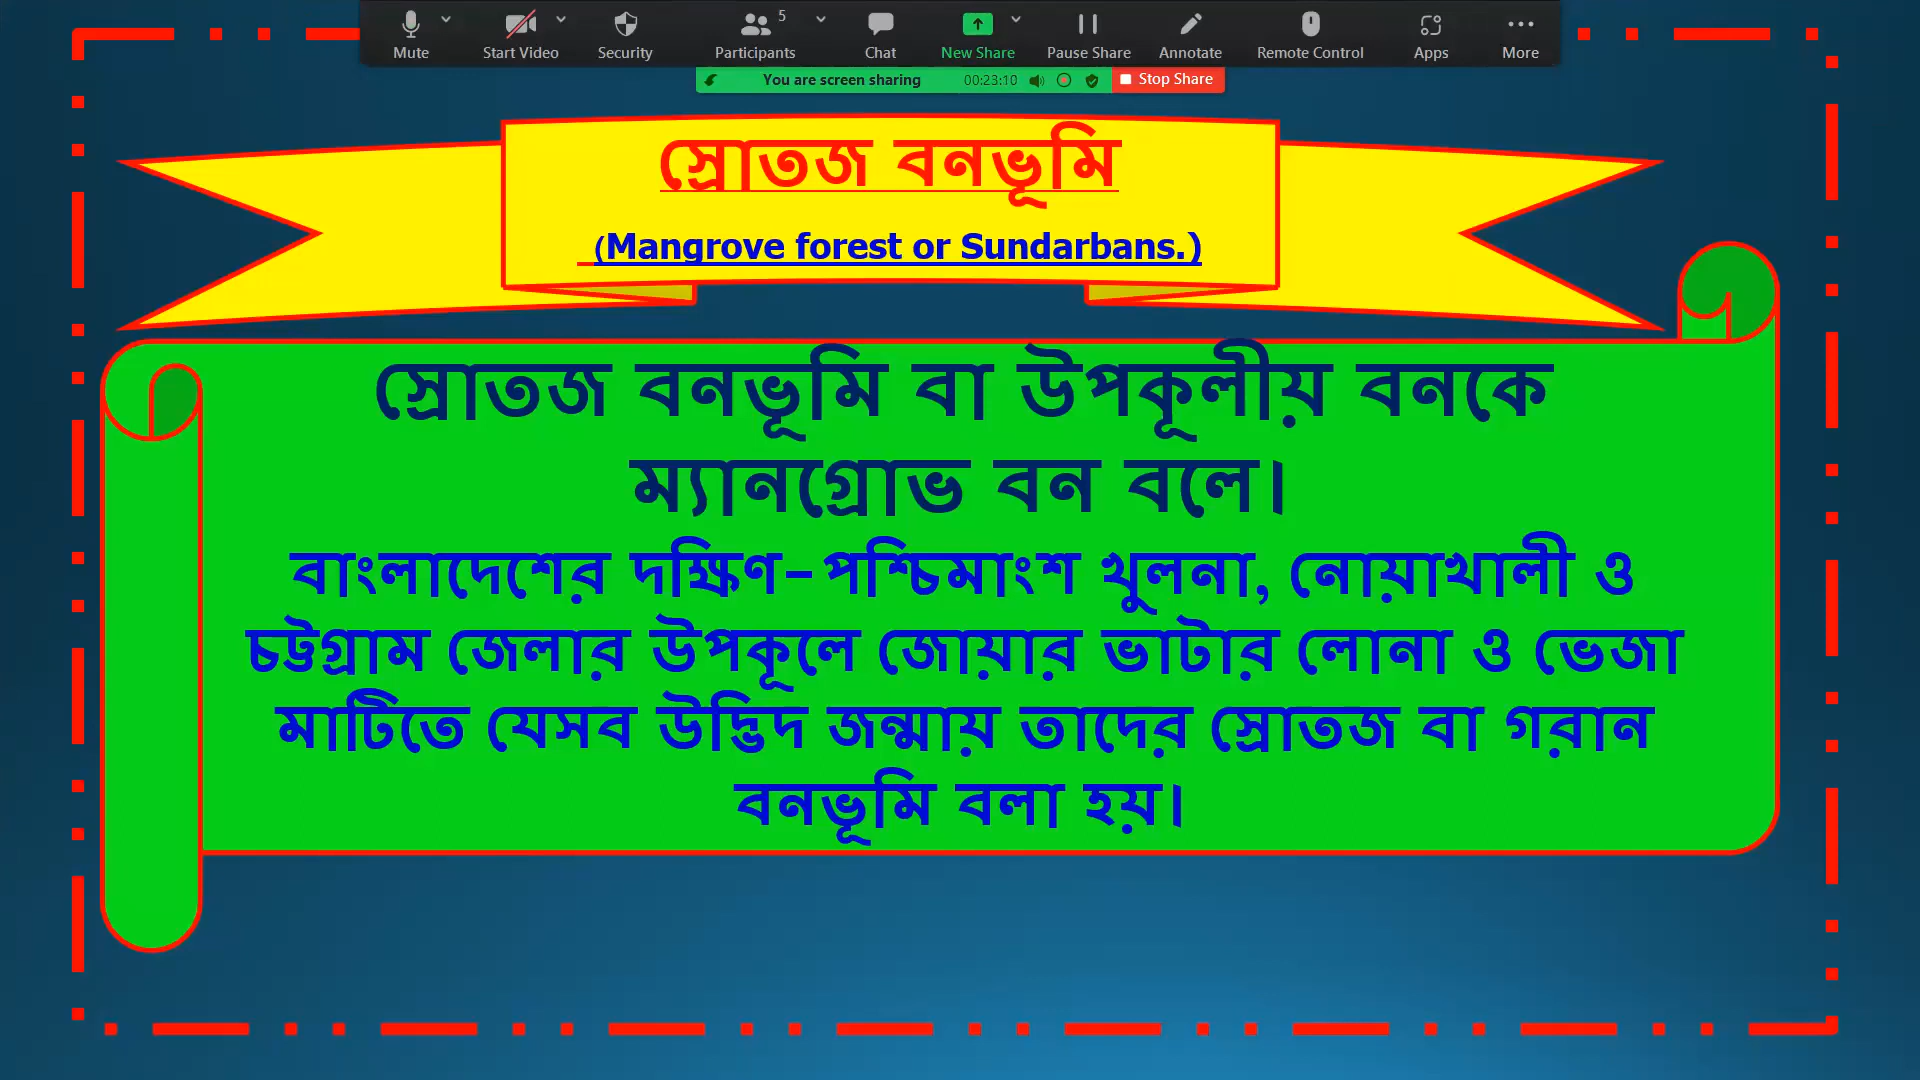 5
Mute
Start Video
Security
Participants
Chat
New Share
Pause Share
Annotate
Remote Control
Apps
More
You are screen sharing 00:23:10 Stop Share
স্রোতজ বনভূমি
(Mangrove forest or Sundarbans.)
স্রোতজ বনভূমি বা উপকূলীয় বনকে
ম্যানগ্রোভ বন বলে।
বাংলাদেশের দক্ষিণ-পশ্চিমাংশ খুলনা, নোয়াখালী ও
চট্টগ্রাম জেলার উপকূলে জোয়ার ভাটার লোনা ও ভেজা
মাটিতে যেসব উদ্ভিদ জন্মায় তাদের স্রোতজ বা গরান
বনভূমি বলা হয়।